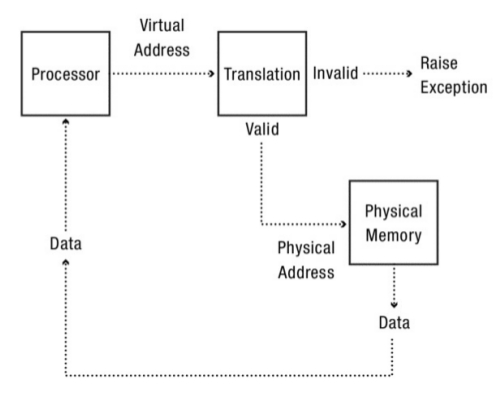 Virtual
Address
Processor
Translation
Invalid
Raise
Exception
Valid
Physical
Memory
Physical
Address
Data
Data